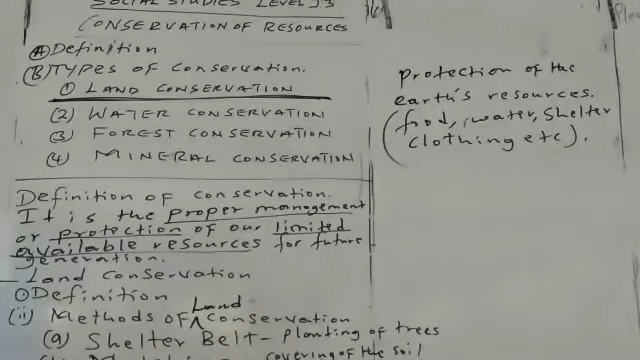 SOCIAL STUDIES LEVEL
CONSERVATION OF RESOURCES
(A) Definition
(B) TYPES of conservation.
(1) LAND CONSERVATION
(2) WATER CONSERVATION
(3) FOREST CONSERVATION
(4) MINERAL CONSERVATION
protection of the
earth's resources.
(food, water, shelter
clothing etc).
Definition of conservation.
It is the proper management
or protection of our limited
available resources for future
generation.
Land conservation
(i) Definition
(ii) Methods of Land conservation
(a) Shelter Belt - planting of trees
covering of the soil